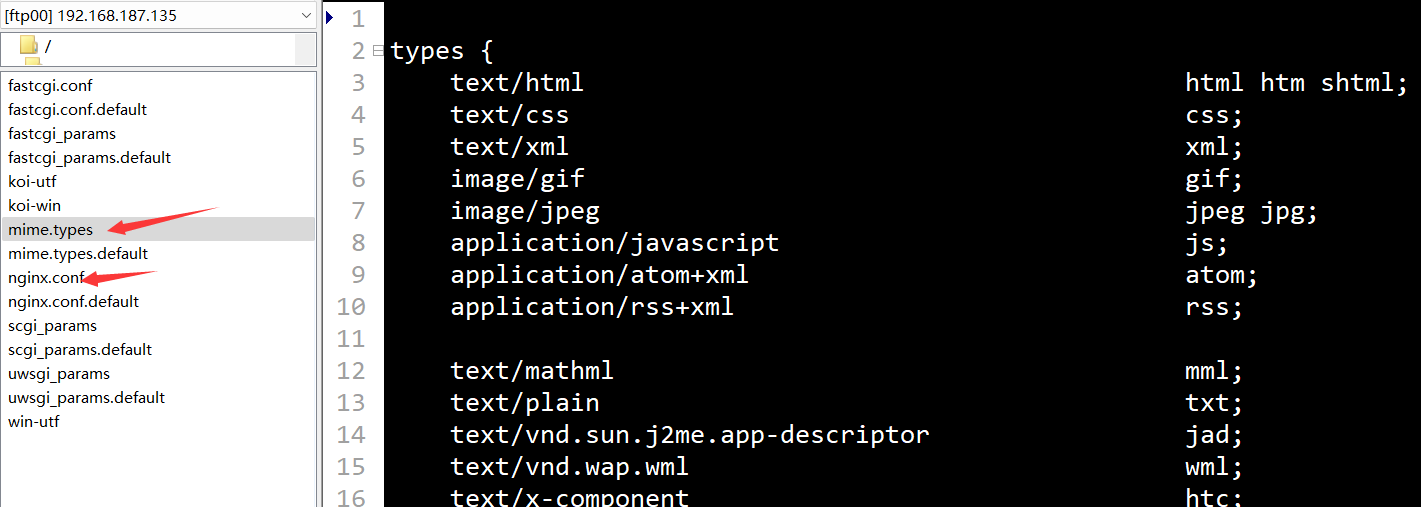 [ftp00] 192.168.187.135
/
fastcgi.conf
fastcgi.conf.default
fastcgi_params
fastcgi_params.default
koi-utf
koi-win
mime.types
mime.types.default
nginx.conf
nginx.conf.default
scgi_params
scgi_params.default
uwsgi_params
uwsgi_params.default
win-utf
1
2 types {
3 text/html html htm shtml;
4 text/css css;
5 text/xml xml;
6 image/gif gif;
7 image/jpeg jpeg jpg;
8 application/javascript js;
9 application/atom+xml atom;
10 application/rss+xml rss;
11
12 text/mathml mml;
13 text/plain txt;
14 text/vnd.sun.j2me.app-descriptor jad;
15 text/vnd.wap.wml wml;
16 text/x-component htc;